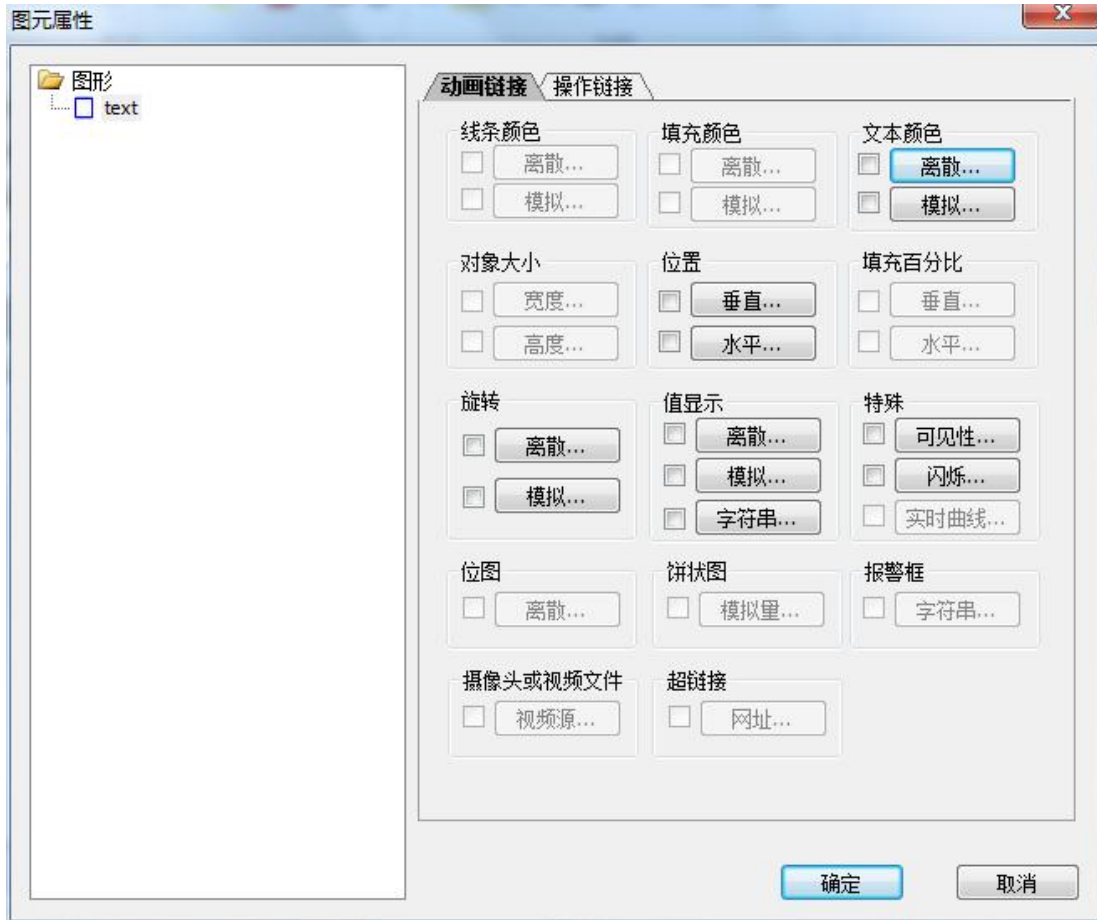 图元属性
图形
text
动画链接 操作链接
线条颜色 填充颜色 文本颜色
离散... 离散... 离散...
模拟... 模拟... 模拟...
对象大小 位置 填充百分比
宽度... 垂直... 垂直...
高度... 水平... 水平...
旋转 值显示 特殊
离散... 离散... 可见性...
模拟... 模拟... 闪烁...
字符串... 实时曲线...
位图 饼状图 报警框
离散... 模拟量... 字符串...
摄像头或视频文件 超链接
视频源... 网址...
确定 取消